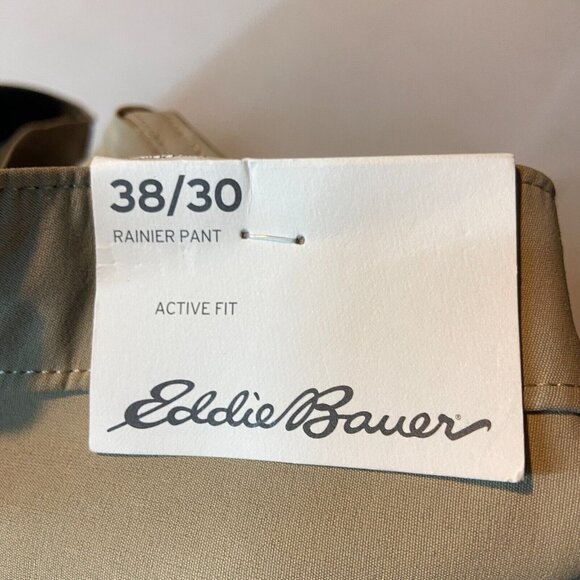 38/30
RAINIER PANT
ACTIVE FIT
Eddie Bauer®